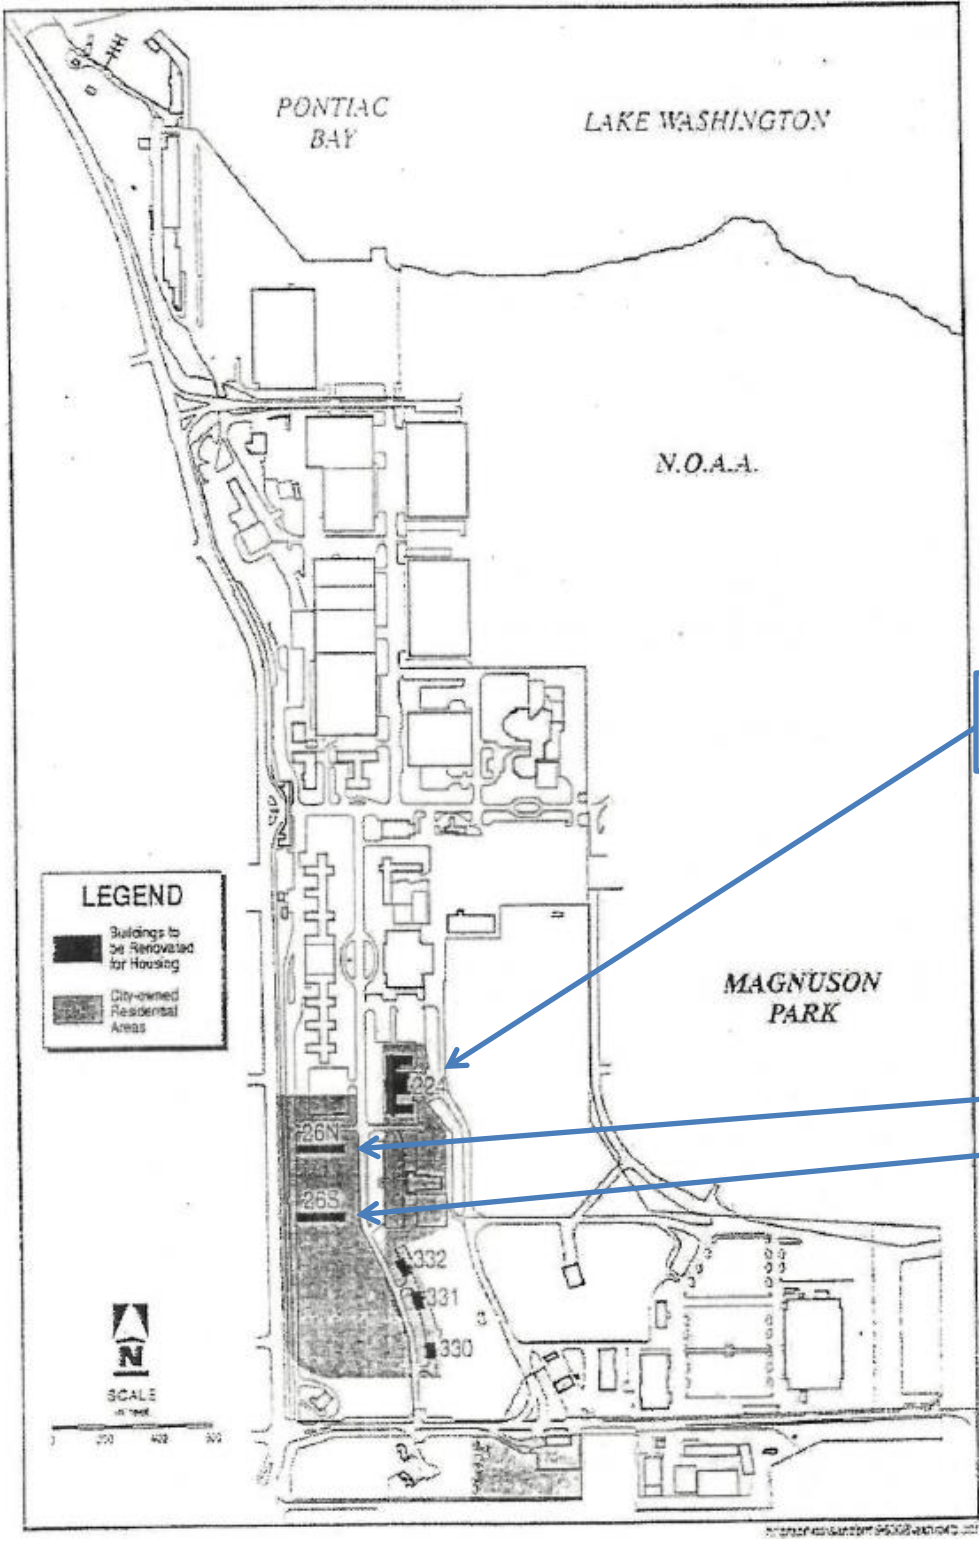 PONTIAC
BAY
LAKE WASHINGTON
N.O.A.A.
LEGEND
Buildings to
be Renovated
for Housing
City-owned
Residential
Areas
MAGNUSON
PARK
22
26N
26S
332
331
330
N
SCALE